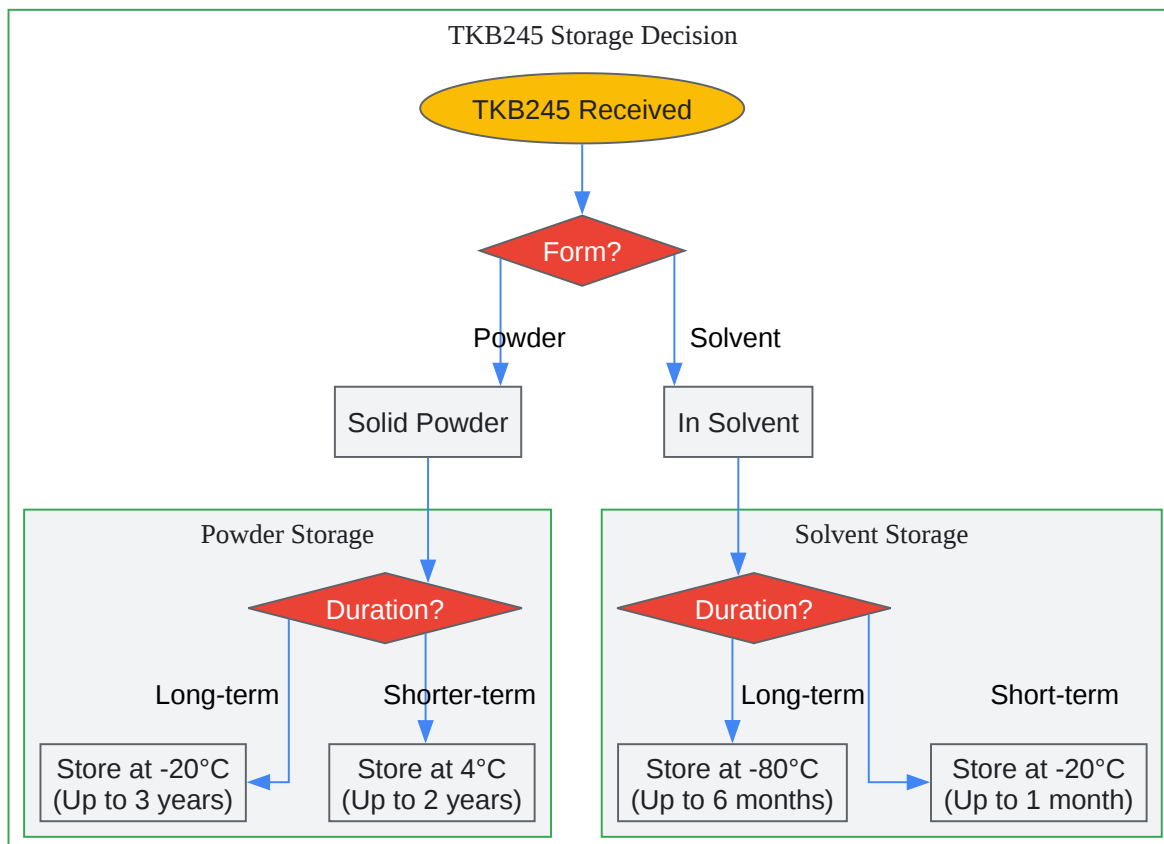 TKB245 Storage Decision
TKB245 Received
Form?
Powder
Solvent
Solid Powder
In Solvent
Powder Storage
Solvent Storage
Duration?
Duration?
Long-term
Shorter-term
Long-term
Short-term
Store at -20°C
(Up to 3 years)
Store at 4°C
(Up to 2 years)
Store at -80°C
(Up to 6 months)
Store at -20°C
(Up to 1 month)